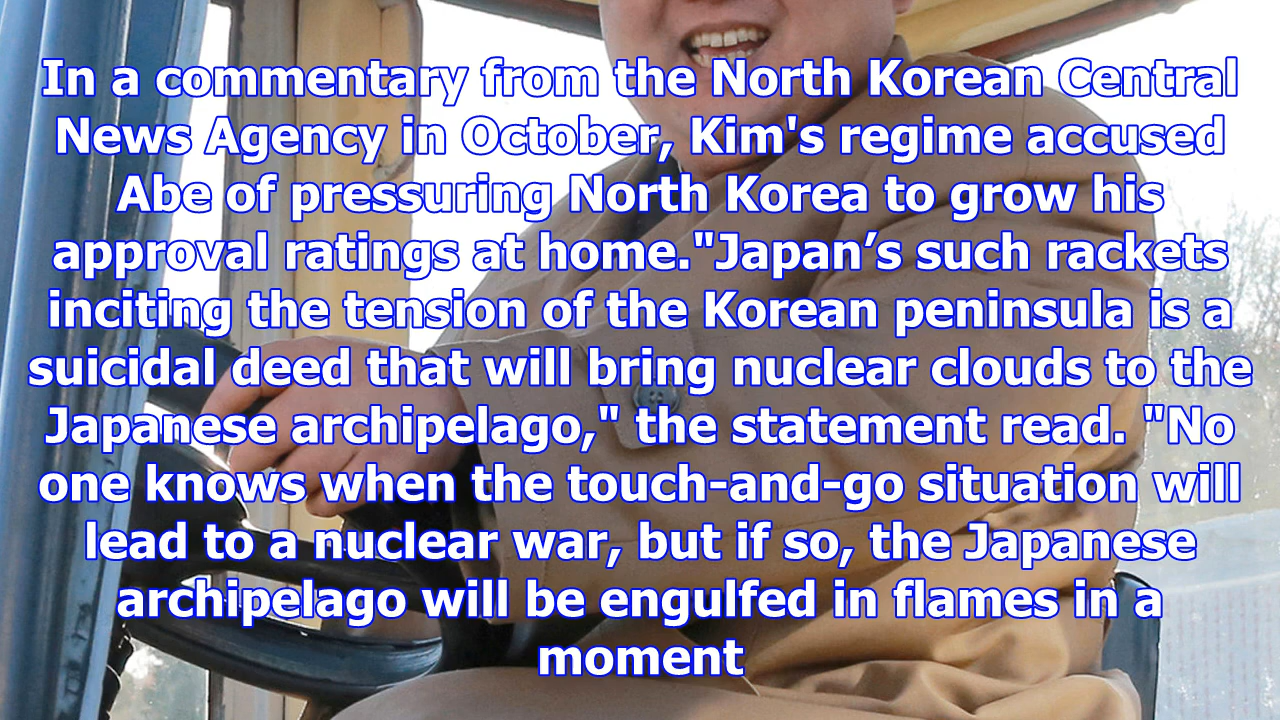 In a commentary from the North Korean Central
News Agency in October, Kim's regime accused
Abe of pressuring North Korea to grow his
approval ratings at home."Japan’s such rackets
inciting the tension of the Korean peninsula is a
suicidal deed that will bring nuclear clouds to the
Japanese archipelago," the statement read. "No
one knows when the touch-and-go situation will
lead to a nuclear war, but if so, the Japanese
archipelago will be engulfed in flames in a
moment